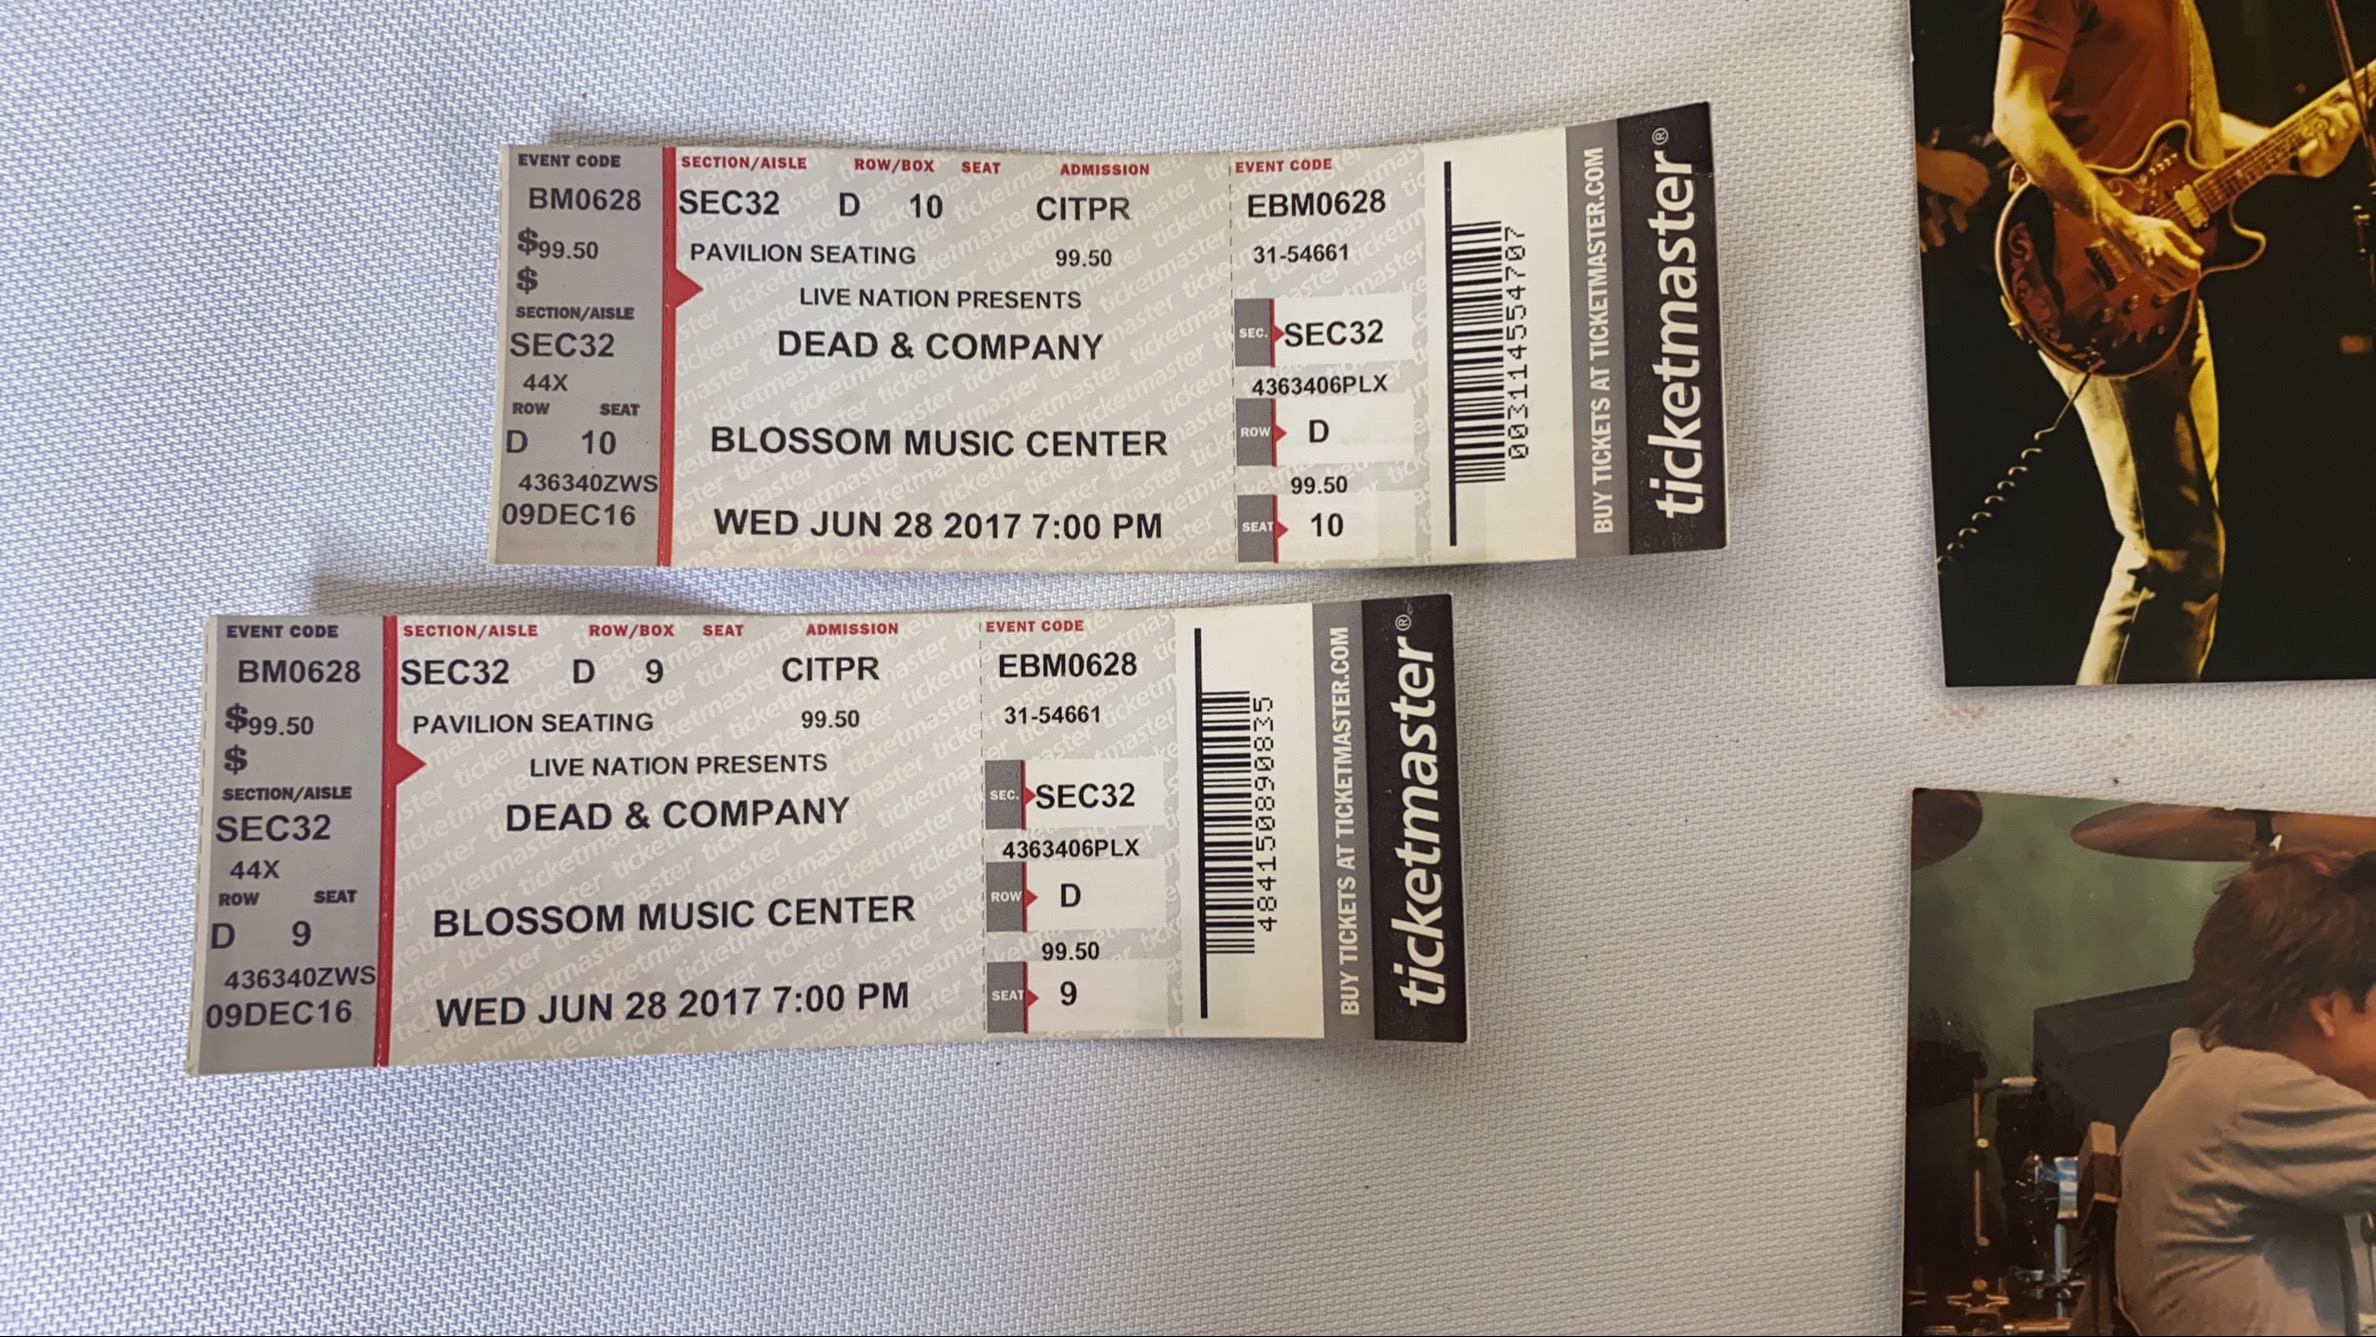 EVENT CODE
BM0628
$99.50
$
SECTION/AISLE
SEC32
44X
ROW SEAT
D 10
436340ZWS
09DEC16
SECTION/AISLE ROW/BOX SEAT ADMISSION
SEC32 D 10 CITPR
PAVILION SEATING 99.50
LIVE NATION PRESENTS
DEAD & COMPANY
BLOSSOM MUSIC CENTER
WED JUN 28 2017 7:00 PM
EVENT CODE
EBM0628
31-54661
SEC. SEC32
4363406PLX
ROW D
99.50
SEAT 10
003114554707
BUY TICKETS AT TICKETMASTER.COM
ticketmaster®
EVENT CODE
BM0628
$99.50
$
SECTION/AISLE
SEC32
44X
ROW SEAT
D 9
436340ZWS
09DEC16
SECTION/AISLE ROW/BOX SEAT ADMISSION
SEC32 D 9 CITPR
PAVILION SEATING 99.50
LIVE NATION PRESENTS
DEAD & COMPANY
BLOSSOM MUSIC CENTER
WED JUN 28 2017 7:00 PM
EVENT CODE
EBM0628
31-54661
SEC. SEC32
4363406PLX
ROW D
99.50
SEAT 9
484150890835
BUY TICKETS AT TICKETMASTER.COM
ticketmaster®